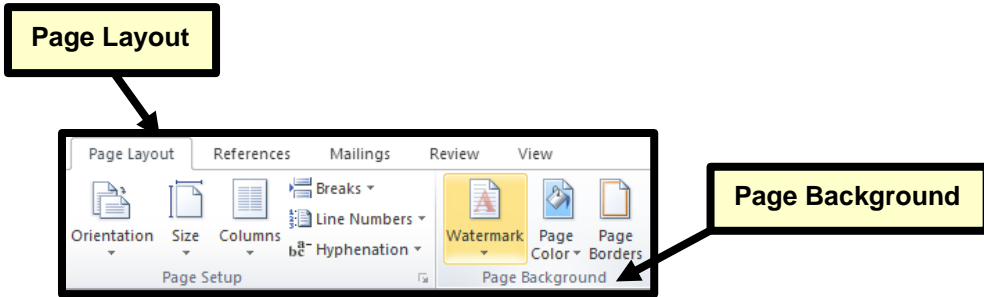 Page Layout
Page Layout References Mailings Review View
Breaks
Line Numbers
Orientation Size Columns Hyphenation
Watermark Page Color Page Borders
Page Setup Page Background
Page Background